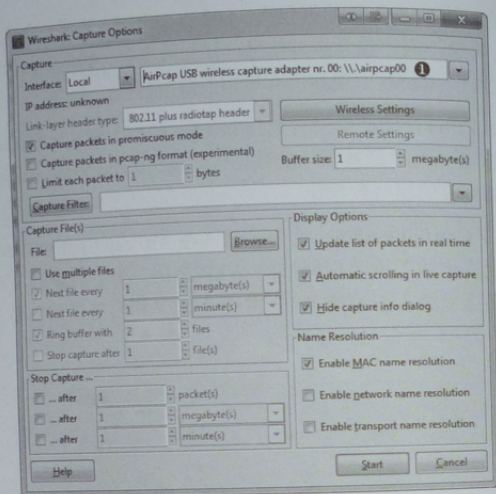 Wireshark: Capture Options
Capture
Interface: Local AirPcap USB wireless capture adapter nr. 00: \\.\airpcap00 1
IP address: unknown
Link-layer header type: 802.11 plus radiotap header Wireless Settings
Capture packets in promiscuous mode Remote Settings
Capture packets in pcap-ng format (experimental) Buffer size: 1 megabyte(s)
Limit each packet to 1 bytes
Capture Filter:
Capture File(s)
File: Browse...
Use multiple files
Next file every 1 megabyte(s)
Next file every 1 minute(s)
Ring buffer with 2 files
Stop capture after 1 file(s)
Stop Capture ...
... after 1 packet(s)
... after 1 megabyte(s)
... after 1 minute(s)
Display Options
Update list of packets in real time
Automatic scrolling in live capture
Hide capture info dialog
Name Resolution
Enable MAC name resolution
Enable network name resolution
Enable transport name resolution
Help
Start Cancel